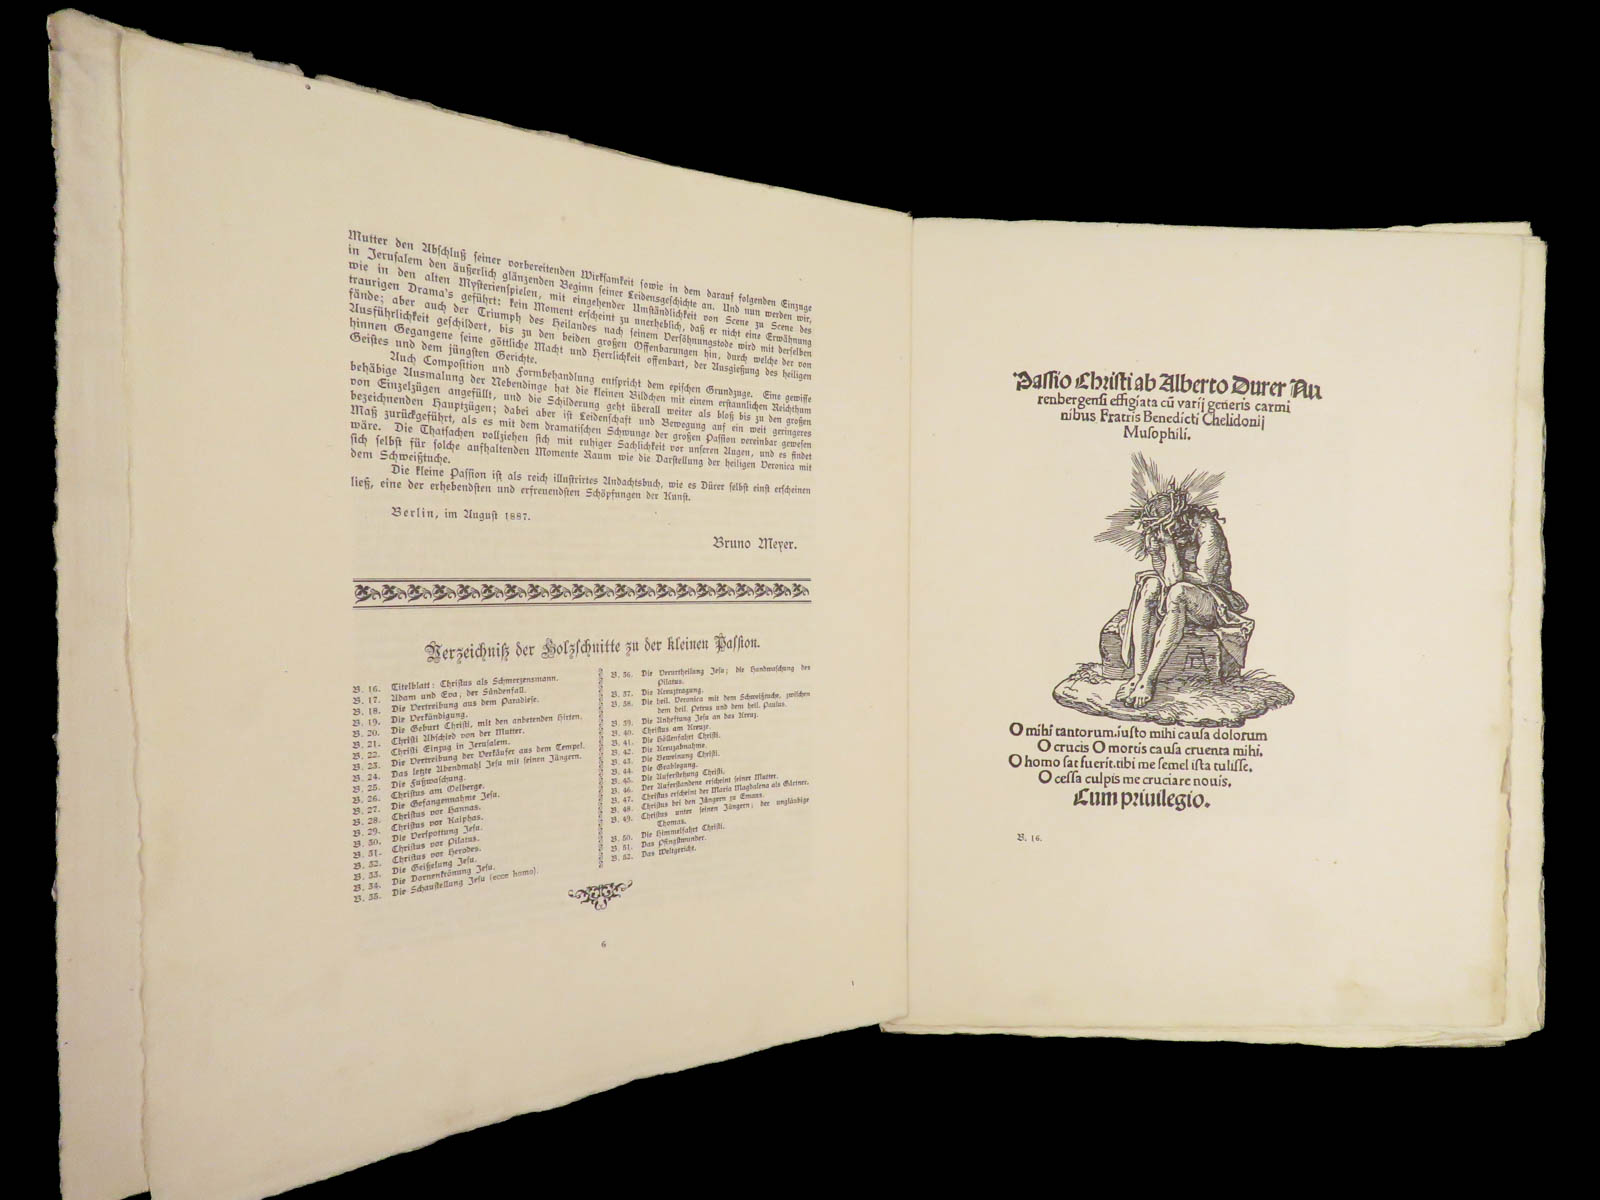 Mutter den Abſchluß ſeiner vorbereitenden Wirkſamkeit ſowie in dem darauf folgenden Einzuge
in Jeruſalem den äußerlich glänzenden Beginn ſeiner Leidensgeſchichte an. Und nun werden wir,
wie in den alten Myſterienſpielen, mit eingehender Umſtändlichkeit von Scene zu Scene des
traurigen Drama's geführt: kein Moment erſcheint zu unerheblich, daß er nicht eine Erwähnung
fände; aber auch der Triumph des Heilandes nach ſeinem Verſöhnungstode wird mit derſelben
Ausführlichkeit geſchildert, bis zu den beiden großen Offenbarungen hin, durch welche der von
hinnen Gegangene ſeine göttliche Macht und Herrlichkeit offenbart, der Ausgießung des heiligen
Geiſtes und dem jüngſten Gerichte.
Auch Compoſition und Formbehandlung entſpricht dem epiſchen Grundzuge. Eine gewiſſe
behäbige Ausmalung der Nebendinge hat die kleinen Bildchen mit einem erſtaunlichen Reichthum
von Einzelzügen angefüllt, und die Schilderung geht überall weiter als bloß bis zu den großen
bezeichnenden Hauptzügen; dabei aber iſt Leidenſchaft und Bewegung auf ein weit geringeres
Maß zurückgeführt, als es mit dem dramatiſchen Schwunge der großen Paſſion vereinbar geweſen
wäre. Die Thatſachen vollziehen ſich mit ruhiger Sachlichkeit vor unſeren Augen, und es findet
ſich ſelbſt für ſolche aufhaltenden Momente Raum wie die Darſtellung der heiligen Veronica mit
dem Schweißtuche.
Die kleine Paſſion iſt als reich illuſtrirtes Andachtsbuch, wie es Dürer ſelbſt einſt erſcheinen
ließ, eine der erhebendſten und erfreuendſten Schöpfungen der Kunſt.
Berlin, im Auguſt 1887.
Bruno Meyer.
Verzeichniß der Holzſchnitte zu der kleinen Paſſion.
B. 16. Titelblatt: Chriſtus als Schmerzensmann.
B. 17. Adam und Eva, der Sündenfall.
B. 18. Die Vertreibung aus dem Paradieſe.
B. 19. Die Verkündigung.
B. 20. Die Geburt Chriſti, mit den anbetenden Hirten.
B. 21. Chriſti Abſchied von der Mutter.
B. 22. Chriſti Einzug in Jeruſalem.
B. 23. Die Vertreibung der Verkäufer aus dem Tempel.
B. 24. Das letzte Abendmahl Jeſu mit ſeinen Jüngern.
B. 25. Die Fußwaſchung.
B. 26. Chriſtus am Oelberge.
B. 27. Die Gefangennahme Jeſu.
B. 28. Chriſtus vor Hannas.
B. 29. Chriſtus vor Kaiphas.
B. 30. Die Verſpottung Jeſu.
B. 31. Chriſtus vor Pilatus.
B. 32. Chriſtus vor Herodes.
B. 33. Die Geißelung Jeſu.
B. 34. Die Dornenkrönung Jeſu.
B. 35. Die Schauſtellung Jeſu (ecce homo).
B. 36. Die Verurtheilung Jeſu; die Handwaſchung des
Pilatus.
B. 37. Die Kreuztragung.
B. 38. Die heil. Veronica mit dem Schweißtuche, zwiſchen
dem heil. Petrus und dem heil. Paulus.
B. 39. Die Anheftung Jeſu an das Kreuz.
B. 40. Chriſtus am Kreuze.
B. 41. Die Höllenfahrt Chriſti.
B. 42. Die Kreuzabnahme.
B. 43. Die Beweinung Chriſti.
B. 44. Die Grablegung.
B. 45. Die Auferſtehung Chriſti.
B. 46. Der Auferſtandene erſcheint ſeiner Mutter.
B. 47. Chriſtus erſcheint der Maria Magdalena als Gärtner.
B. 48. Chriſtus bei den Jüngern zu Emaus.
B. 49. Chriſtus unter ſeinen Jüngern; der ungläubige
Thomas.
B. 50. Die Himmelfahrt Chriſti.
B. 51. Das Pfingſtwunder.
B. 52. Das Weltgericht.
6
Paſſio Chriſti ab Alberto Durer Nu
renbergenſi effigiata cū varij generis carmi
nibus Fratris Benedicti Chelidonij
Muſophili.
AD
O mihi tantorum. iuſto mihi cauſa dolorum
O crucis O mortis cauſa cruenta mihi.
O homo ſat fuerit. tibi me ſemel iſta tuliſſe.
O ceſſa culpis me cruciare nouis.
Cum priuilegio.
B. 16.